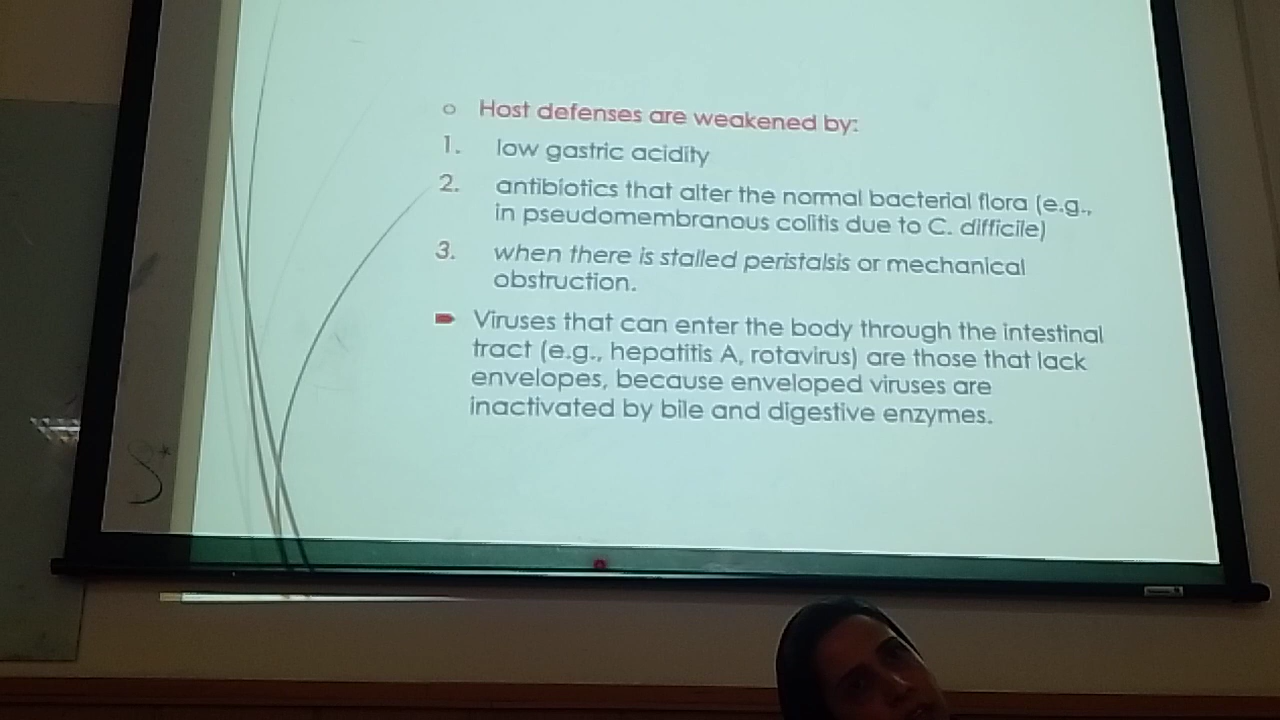 o Host defenses are weakened by:
1. low gastric acidity
2. antibiotics that alter the normal bacterial flora (e.g.,
in pseudomembranous colitis due to C. difficile)
3. when there is stalled peristalsis or mechanical
obstruction.
Viruses that can enter the body through the intestinal
tract (e.g., hepatitis A, rotavirus) are those that lack
envelopes, because enveloped viruses are
inactivated by bile and digestive enzymes.